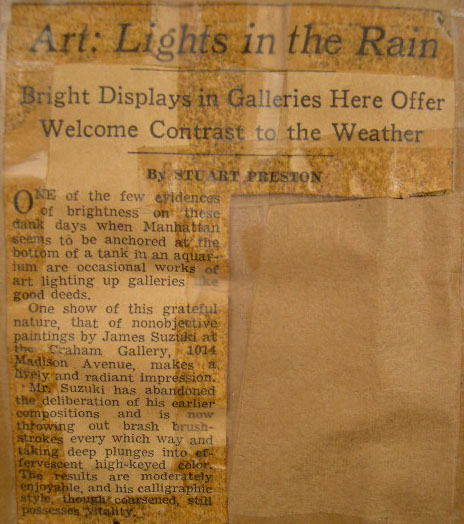 Art: Lights in the Rain
Bright Displays in Galleries Here Offer
Welcome Contrast to the Weather
By STUART PRESTON
ONE of the few evidences
of brightness on these
dank days when Manhattan
seems to be anchored at the
bottom of a tank in an aquar-
ium are occasional works of
art lighting up galleries like
good deeds.
One show of this grateful
nature, that of nonobjective
paintings by James Suzuki at
the Graham Gallery, 1014
Madison Avenue, makes a
lively and radiant impression.
Mr. Suzuki has abandoned
the deliberation of his earlier
compositions and is now
throwing out brash brush-
strokes every which way and
taking deep plunges into ef-
fervescent high-keyed color.
The results are moderately
enjoyable, and his calligraphic
style, though coarsened, still
possesses vitality.